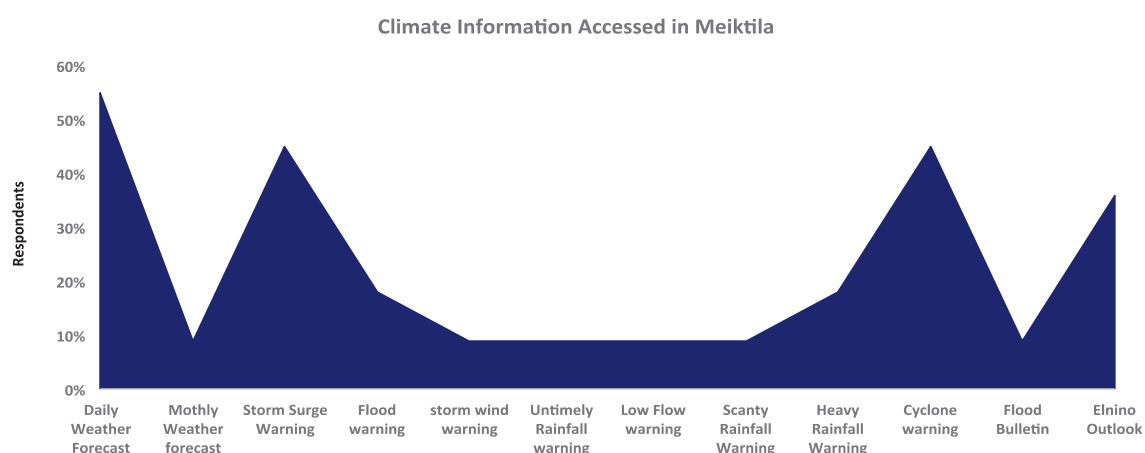 Climate Information Accessed in Meiktila
60%
50%
40%
30%
20%
10%
0%
Respondents
Daily
Weather
Forecast
Mothly
Weather
forecast
Storm Surge
Warning
Flood
warning
storm wind
warning
Untimely
Rainfall
warning
Low Flow
warning
Scanty
Rainfall
Warning
Heavy
Rainfall
Warning
Cyclone
warning
Flood
Bulletin
Elnino
Outlook